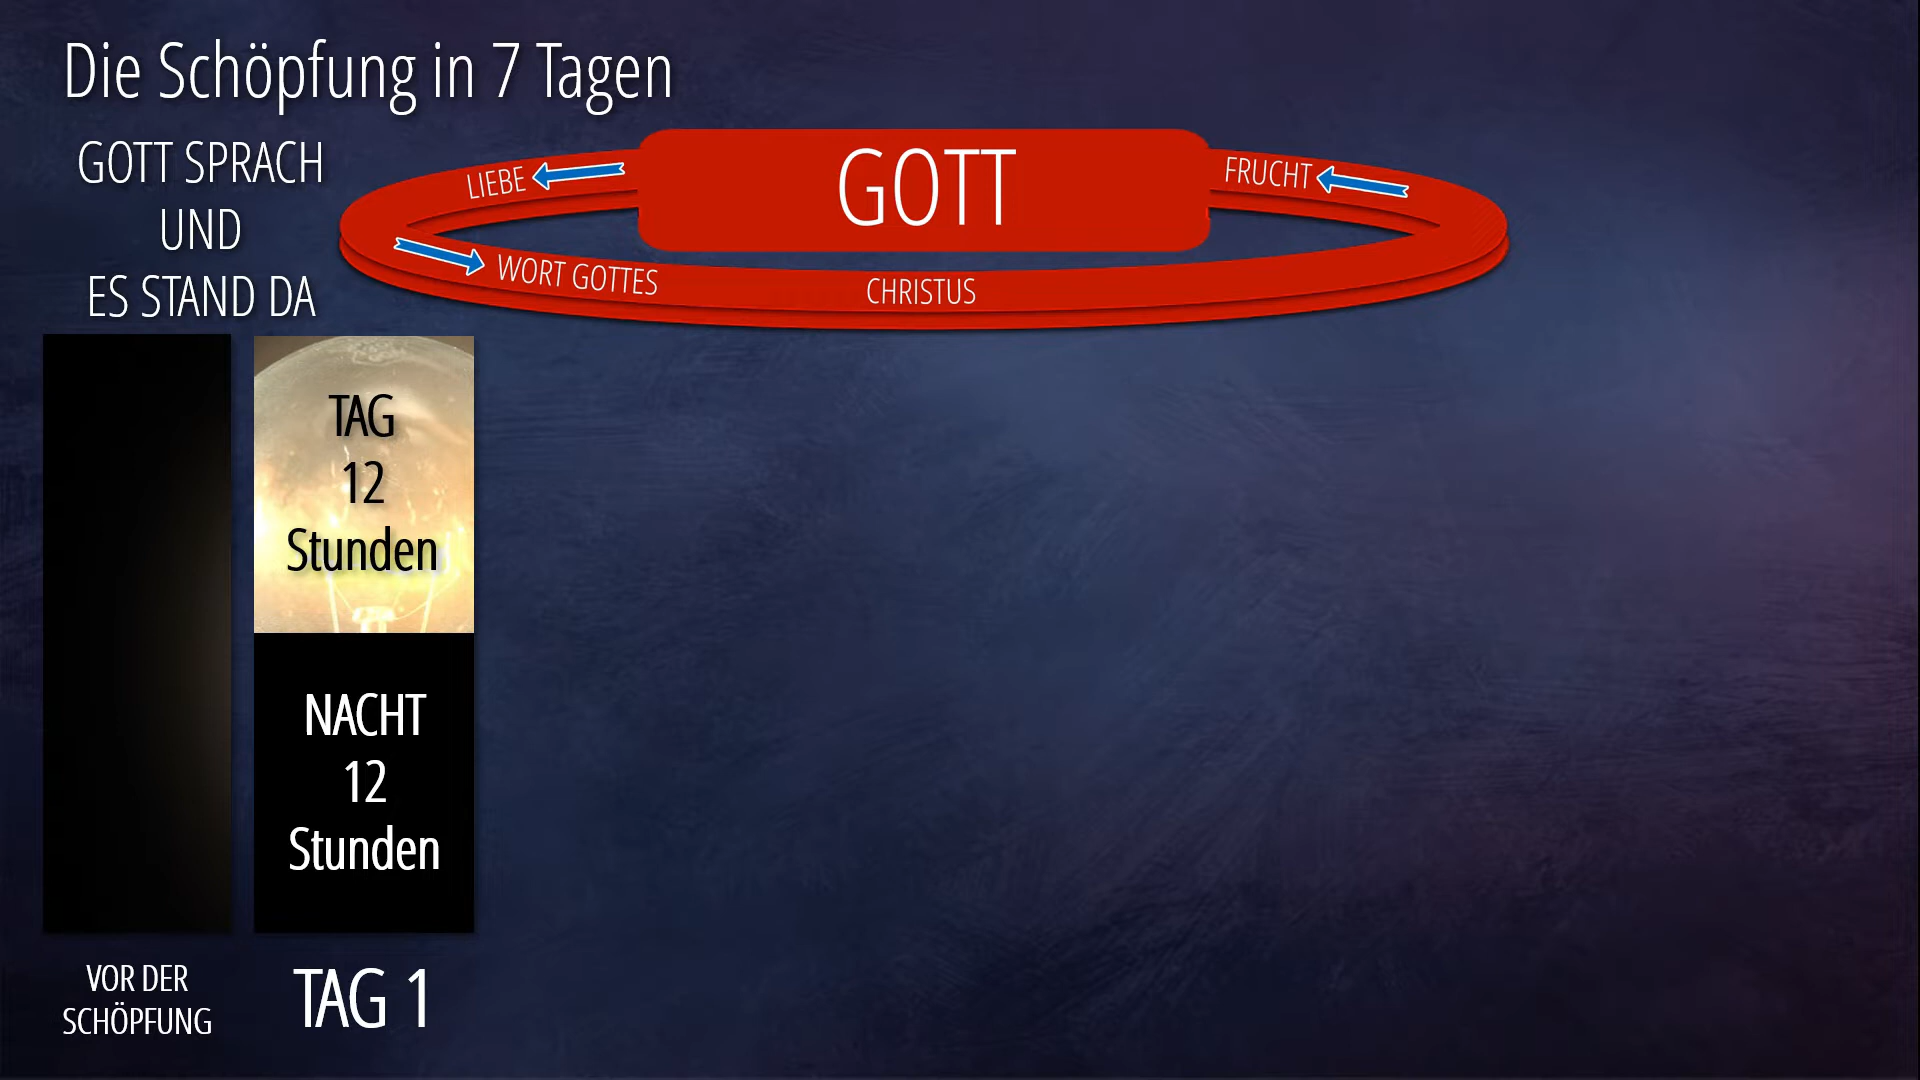 Die Schöpfung in 7 Tagen
GOTT SPRACH
UND
ES STAND DA
GOTT
LIEBE
FRUCHT
WORT GOTTES
CHRISTUS
TAG
12
Stunden
NACHT
12
Stunden
VOR DER
SCHÖPFUNG
TAG 1